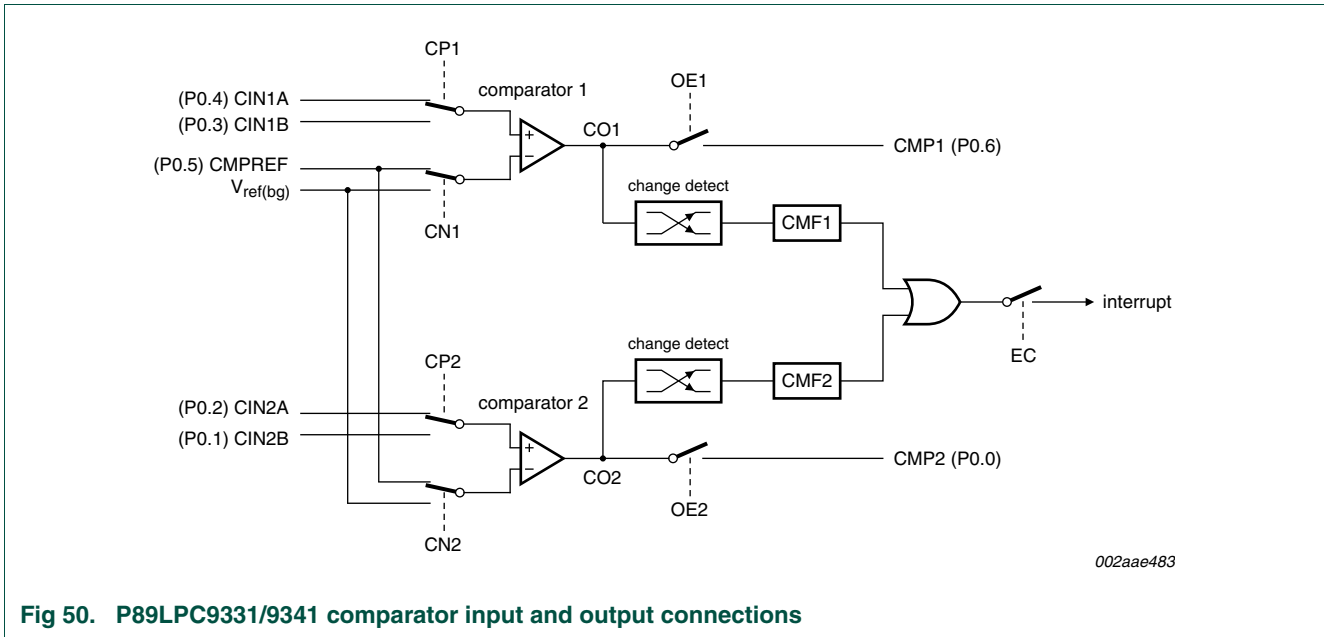 CP1
comparator 1
OE1
(P0.4) CIN1A
(P0.3) CIN1B
CO1
CMP1 (P0.6)
(P0.5) CMPREF
Vref(bg)
+
−
change detect
CMF1
CN1
interrupt
EC
change detect
CMF2
CP2
comparator 2
(P0.2) CIN2A
(P0.1) CIN2B
+
−
CO2
CMP2 (P0.0)
OE2
CN2
002aae483
Fig 50. P89LPC9331/9341 comparator input and output connections